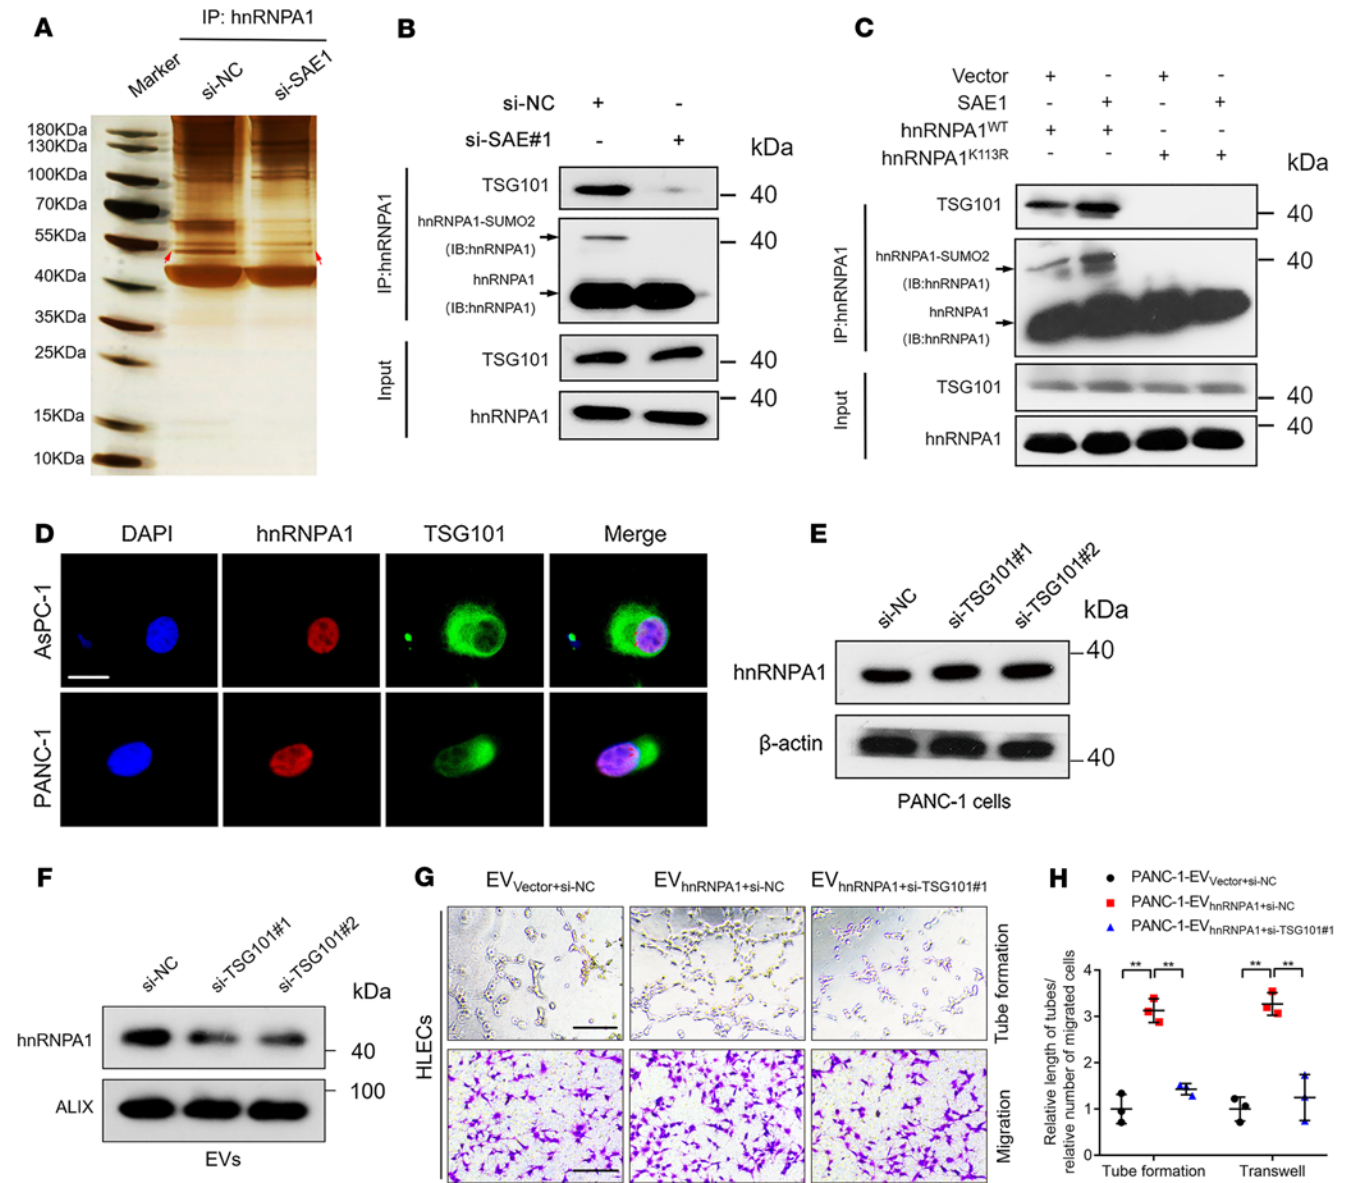 A
IP: hnRNPA1
Marker
si-NC
si-SAE1
180KDa
130KDa
100KDa
70KDa
55KDa
40KDa
35KDa
25KDa
15KDa
10KDa
B
si-NC + -
si-SAE#1 - +
kDa
IP:hnRNPA1
TSG101
40
hnRNPA1-SUMO2
(IB:hnRNPA1)
40
hnRNPA1
(IB:hnRNPA1)
Input
TSG101
40
hnRNPA1
40
C
Vector + - + -
SAE1 - + - +
hnRNPA1WT + + - -
hnRNPA1K113R - - + +
kDa
IP:hnRNPA1
TSG101
40
hnRNPA1-SUMO2
(IB:hnRNPA1)
40
hnRNPA1
(IB:hnRNPA1)
Input
TSG101
40
hnRNPA1
40
D
DAPI hnRNPA1 TSG101 Merge
AsPC-1
PANC-1
E
si-NC
si-TSG101#1
si-TSG101#2
kDa
hnRNPA1
40
β-actin
40
PANC-1 cells
F
si-NC
si-TSG101#1
si-TSG101#2
kDa
hnRNPA1
40
ALIX
100
EVs
G
EVVector+si-NC EVhnRNPA1+si-NC EVhnRNPA1+si-TSG101#1
HLECs
Tube formation
Migration
H
PANC-1-EVVector+si-NC
PANC-1-EVhnRNPA1+si-NC
PANC-1-EVhnRNPA1+si-TSG101#1
Relative length of tubes/
relative number of migrated cells
4
3
2
1
0
** ** ** **
Tube formation Transwell